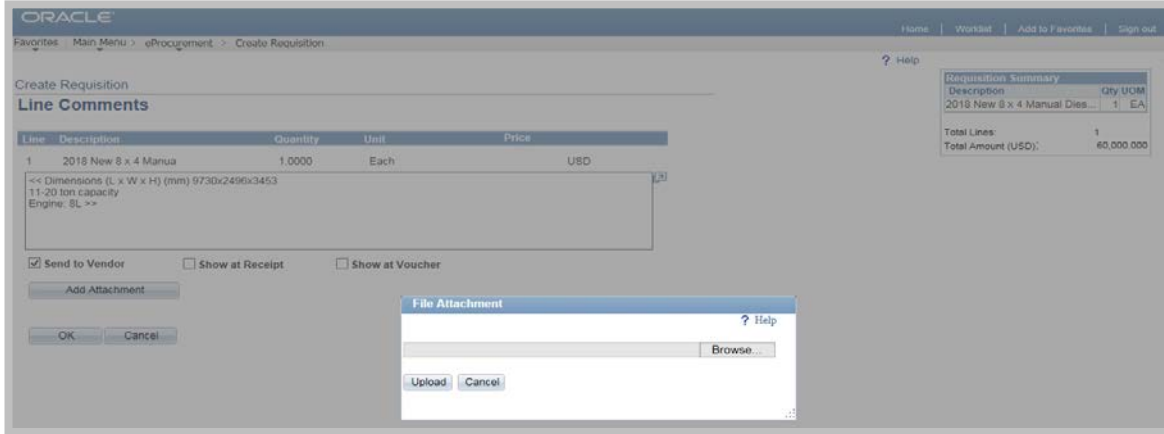 ORACLE
Home | Worklist | Add to Favorites | Sign out
Favorites Main Menu > eProcurement > Create Requisition
? Help
Create Requisition
Line Comments
Requisition Summary
Description Qty UOM
2018 New 8 x 4 Manual Dies... 1 EA
Total Lines: 1
Total Amount (USD): 60,000.000
Line Description Quantity Unit Price
1 2018 New 8 x 4 Manua 1.0000 Each USD
<< Dimensions (L x W x H) (mm) 9730x2496x3453
11-20 ton capacity
Engine: 8L >>
Send to Vendor Show at Receipt Show at Voucher
Add Attachment
OK Cancel
File Attachment
? Help
Browse...
Upload Cancel